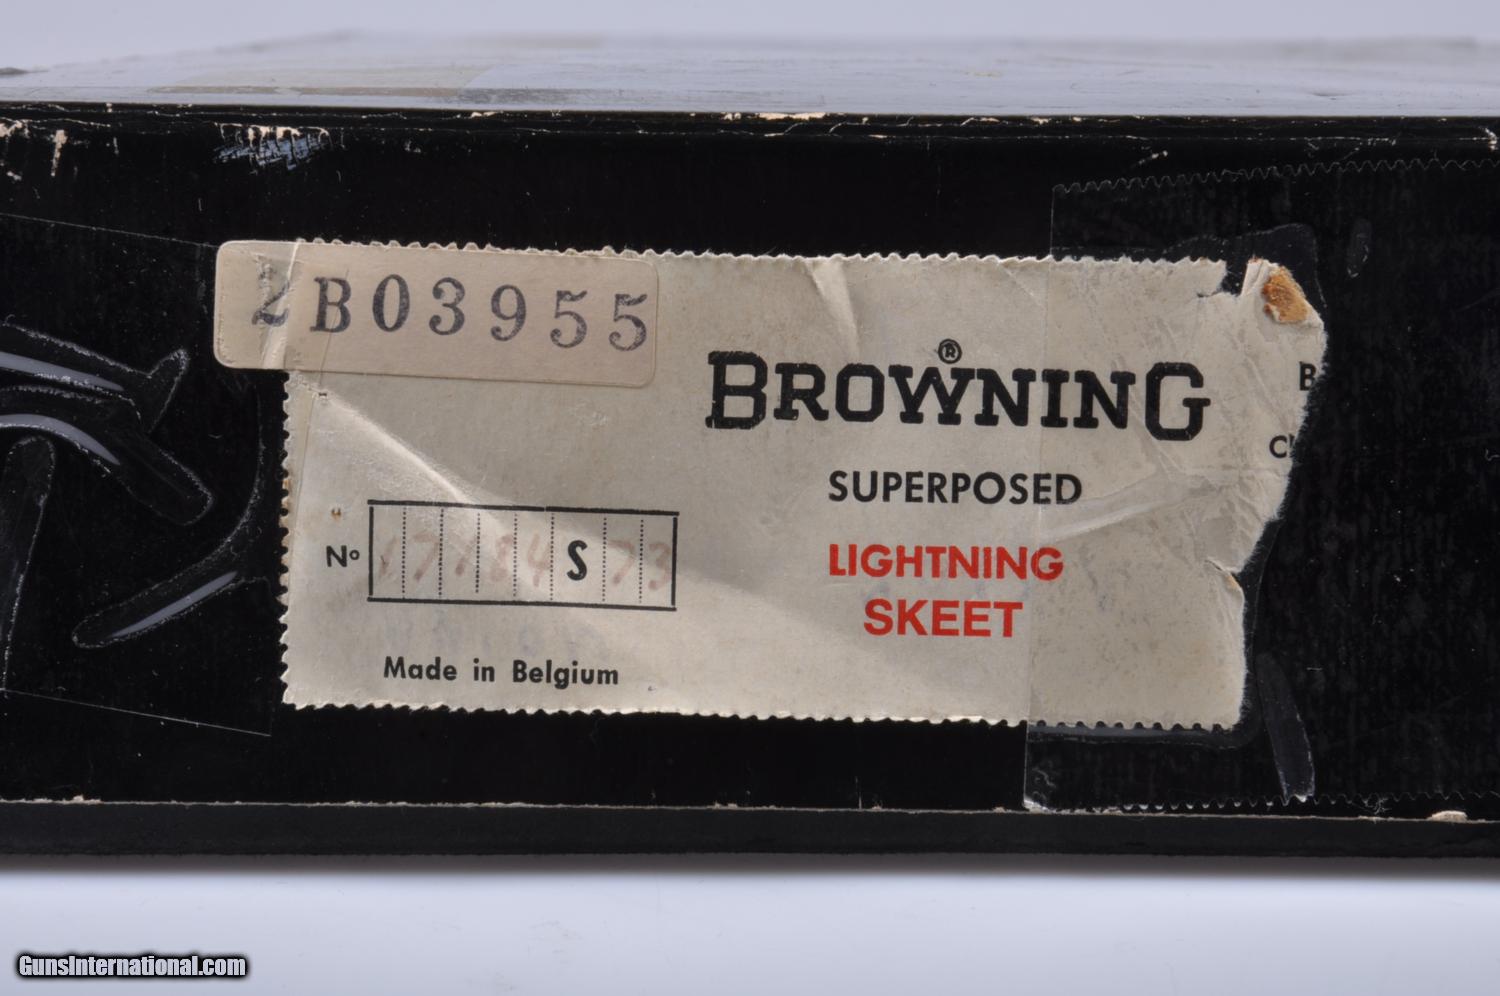 2B03955
BROWNING®
B
SUPERPOSED
LIGHTNING
SKEET
Nº 17184 S 73
Made in Belgium
GunsInternational.com